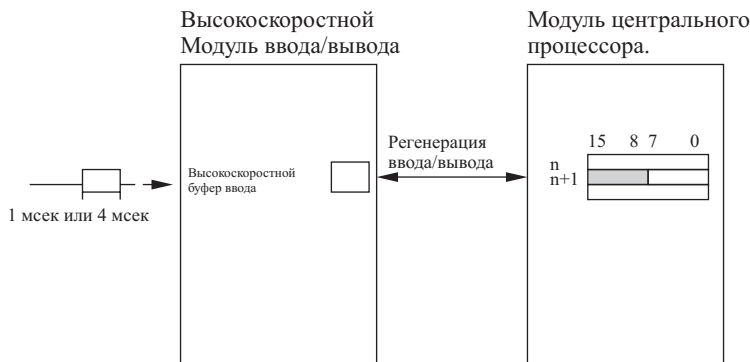 Высокоскоростной
Модуль ввода/вывода
Модуль центрального
процессора.
Регенерация
ввода/вывода
15 8 7 0
Высокоскоростной
буфер ввода
n
n+1
1 мсек или 4 мсек